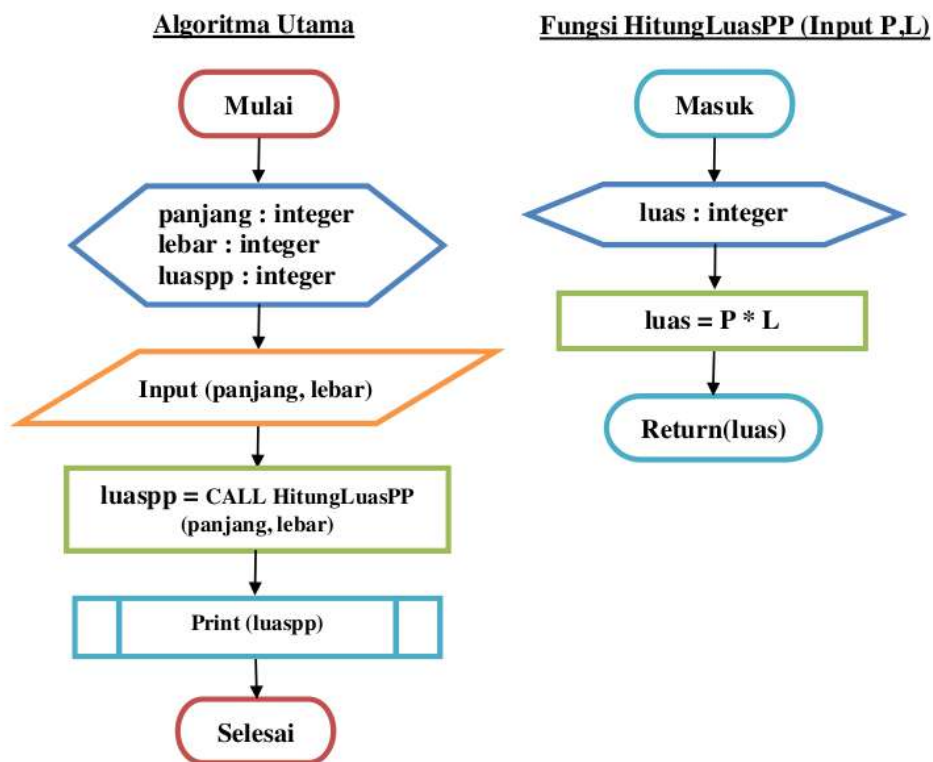 Algoritma Utama
Mulai
panjang : integer
lebar : integer
luaspp : integer
Input (panjang, lebar)
luaspp = CALL HitungLuasPP
(panjang, lebar)
Print (luaspp)
Selesai
Fungsi HitungLuasPP (Input P,L)
Masuk
luas : integer
luas = P * L
Return(luas)